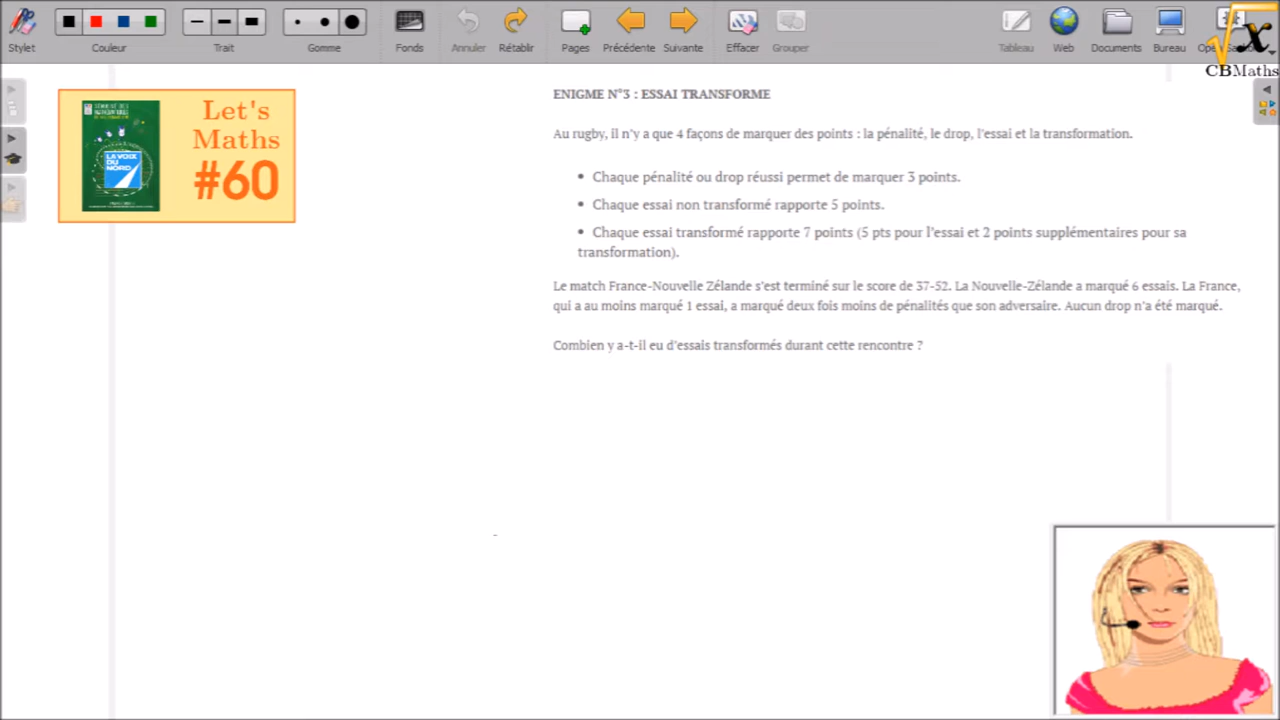 Stylet
Couleur
Trait
Gomme
Fonds
Annuler
Rétablir
Pages
Précédente
Suivante
Effacer
Grouper
Tableau
Web
Documents
Bureau
√x
CBMaths
Let's
Maths
#60
LA VOIX
DU
NORD
ENIGME N°3 : ESSAI TRANSFORME
Au rugby, il n'y a que 4 façons de marquer des points : la pénalité, le drop, l'essai et la transformation.
• Chaque pénalité ou drop réussi permet de marquer 3 points.
• Chaque essai non transformé rapporte 5 points.
• Chaque essai transformé rapporte 7 points (5 pts pour l'essai et 2 points supplémentaires pour sa
transformation).
Le match France-Nouvelle Zélande s'est terminé sur le score de 37-52. La Nouvelle-Zélande a marqué 6 essais. La France,
qui a au moins marqué 1 essai, a marqué deux fois moins de pénalités que son adversaire. Aucun drop n'a été marqué.
Combien y a-t-il eu d'essais transformés durant cette rencontre ?